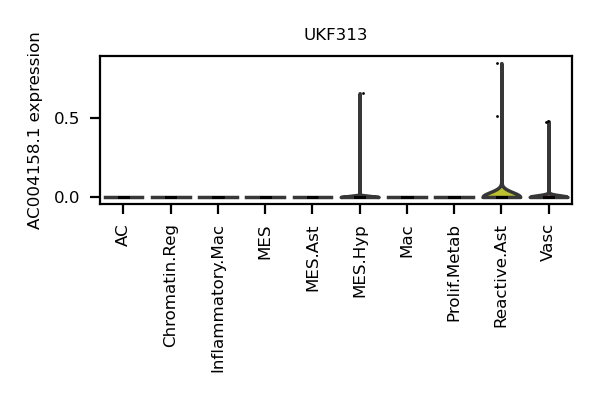 UKF313
AC004158.1 expression
0.5
0.0
AC
Chromatin.Reg
Inflammatory.Mac
MES
MES.Ast
MES.Hyp
Mac
Prolif.Metab
Reactive.Ast
Vasc